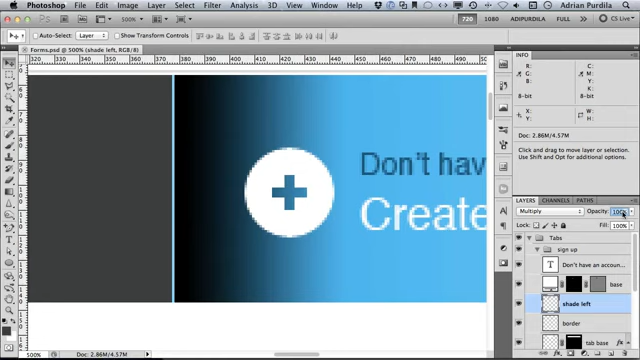 Photoshop File Edit Image Layer Select Filter Analysis 3D View Window Help Adrian Purdila
500% 720 1080 ADIPURDILA CS Live
Auto-Select: Layer Show Transform Controls
Forms.psd @ 500% (shade left, RGB/8)
320 330 340 350 360 370 380 390 400 410 420 430 440 450 460
INFO
R: C:
G: M:
B: Y:
K:
8-bit 8-bit
X: W:
Y: H:
Doc: 2.86M/4.57M
Click and drag to move layer or selection.
Use Shift and Opt for additional options.
Don't hav
Create
LAYERS CHANNELS PATHS
Multiply Opacity: 100%
Lock: Fill: 100%
Tabs
sign up
T Don't have an accoun...
base
shade left
border
tab base fx
500% Doc: 2.86M/4.57M